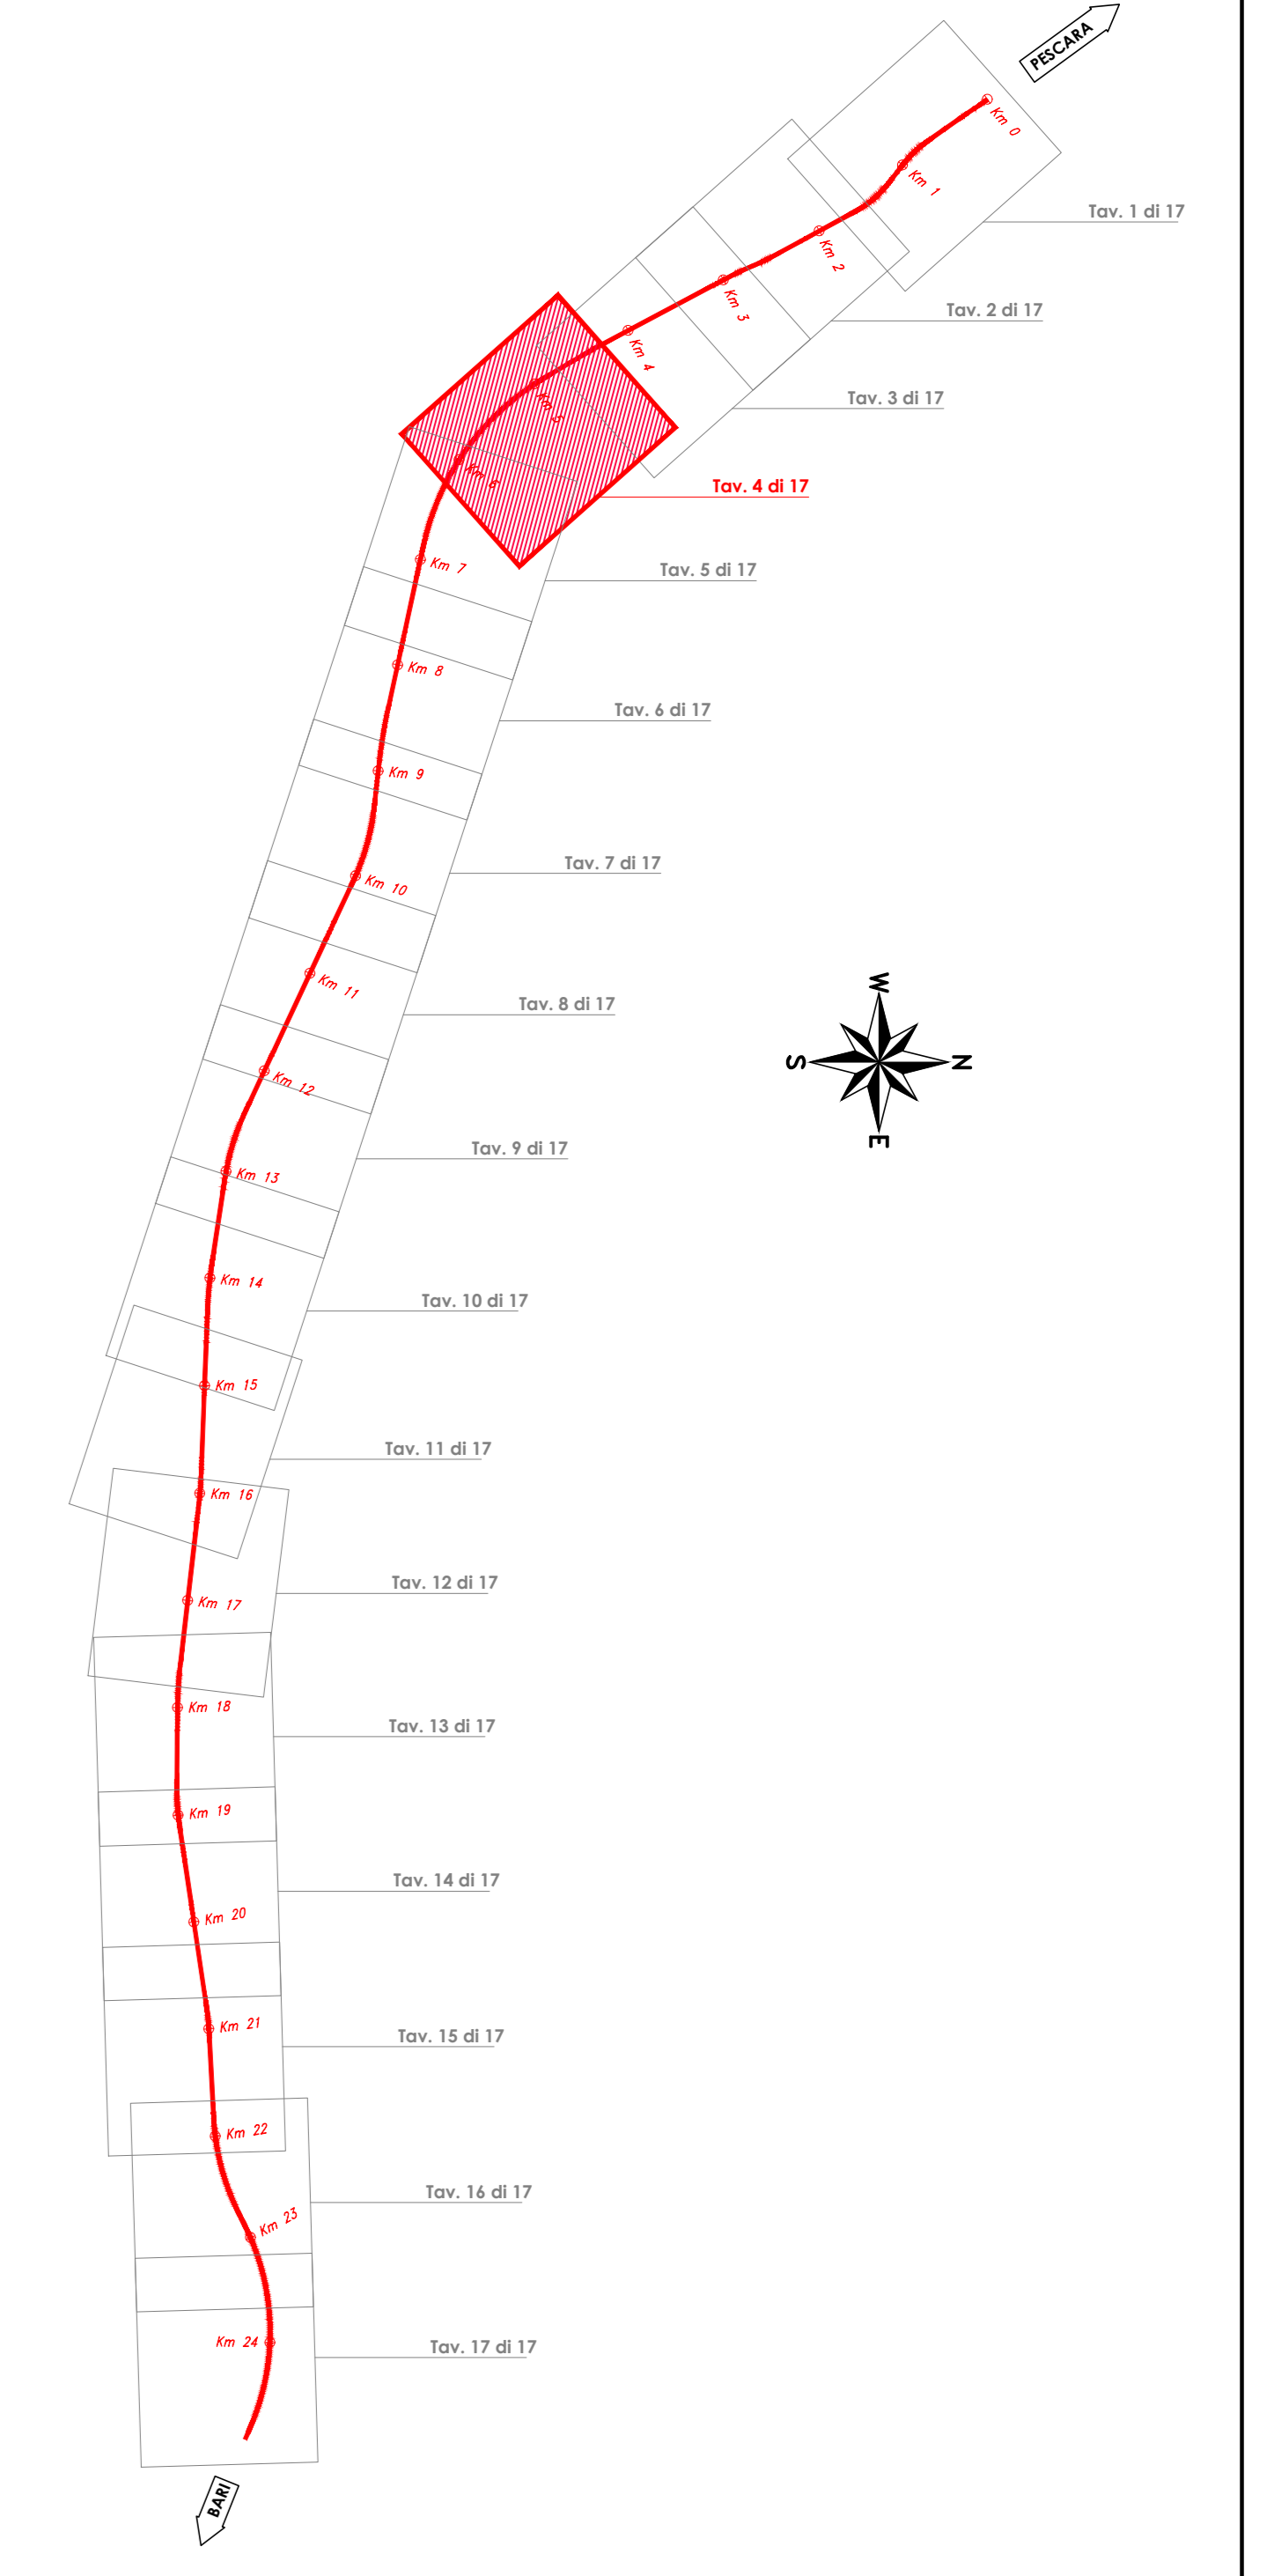 PESCARA
Km 0
Km 1
Tav. 1 di 17
Km 2
Km 3
Tav. 2 di 17
Km 4
Tav. 3 di 17
Km 5
Km 6
Tav. 4 di 17
Km 7
Tav. 5 di 17
Km 8
Tav. 6 di 17
Km 9
Tav. 7 di 17
Km 10
Km 11
Tav. 8 di 17
W
S
N
E
Km 12
Tav. 9 di 17
Km 13
Km 14
Tav. 10 di 17
Km 15
Tav. 11 di 17
Km 16
Tav. 12 di 17
Km 17
Km 18
Tav. 13 di 17
Km 19
Tav. 14 di 17
Km 20
Km 21
Tav. 15 di 17
Km 22
Tav. 16 di 17
Km 23
Km 24
Tav. 17 di 17
BARI